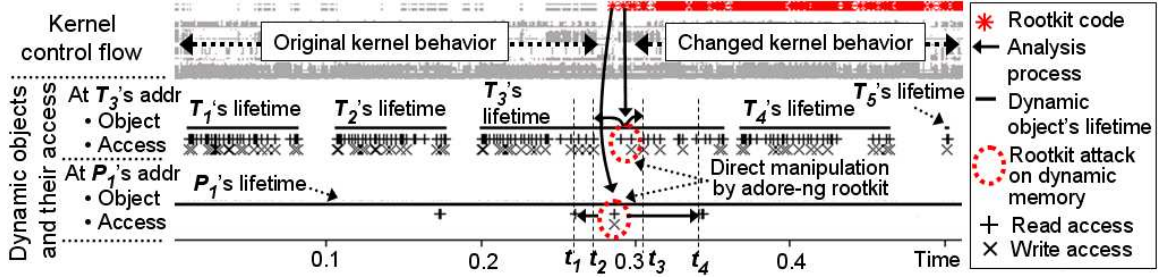 Kernel
control flow
Original kernel behavior
Changed kernel behavior
Dynamic objects
and their access
At T3's addr
• Object
• Access
T1's lifetime
T2's lifetime
T3's
lifetime
T4's lifetime
T5's
lifetime
At P1's addr
• Object
• Access
P1's lifetime
Direct manipulation
by adore-ng rootkit
0.1
0.2
t1
t2
0.3
t3
t4
0.4
Time
Rootkit code
Analysis
process
Dynamic
object's lifetime
Rootkit attack
on dynamic
memory
Read access
Write access